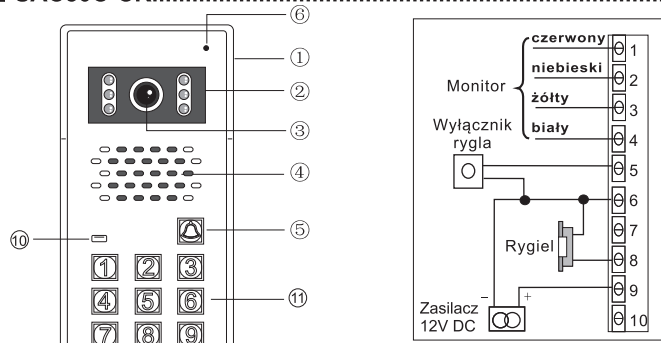 ⑥
①
②
③
④
⑤
⑩
⑪
1 2 3
4 5 6
7 8 9
Monitor
czerwony 1
niebieski 2
żółty 3
biały 4
Wyłącznik
rygla
5
6
7
Rygiel
8
9
10
− +
Zasilacz
12V DC